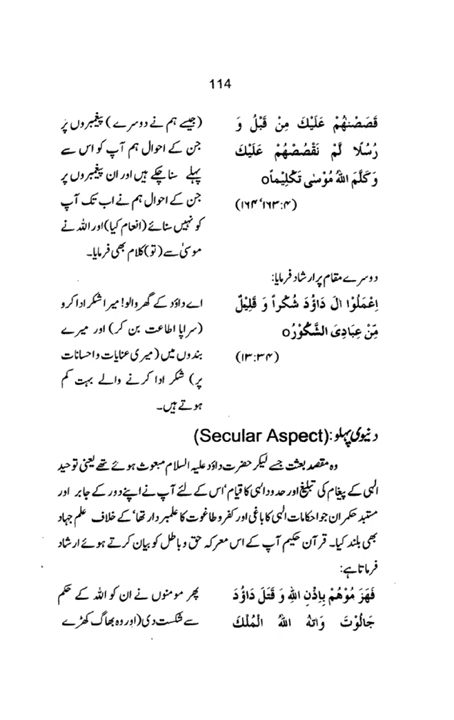 114
قَصَصْنٰهُمْ عَلَيْكَ مِنْ قَبْلُ وَ
رُسُلًا لَّمْ نَقْصُصْهُمْ عَلَيْكَ
وَكَلَّمَ اللّٰهُ مُوْسٰى تَكْلِيْماً٥
(۴:۱۶۳‘۱۶۴)
(جیسے ہم نے دوسرے) پیغمبروں پر
جن کے احوال ہم آپ کو اس سے
پہلے سنا چکے ہیں اور ان پیغمبروں پر
جن کے احوال ہم نے اب تک آپ
کو نہیں سنائے (انعام کیا) اور اللہ نے
موسیٰ سے (تو) کلام بھی فرمایا۔
دوسرے مقام پر ارشاد فرمایا:
اِعْمَلُوْا اٰلَ دَاوٗدَ شُكْراً وَ قَلِيْلٌ
مِّنْ عِبَادِىَ الشَّكُوْرُ٥
(۱۳:۳۴)
اے داؤد کے گھر والو! میرا شکر ادا کرو
(سراپا اطاعت بن کر) اور میرے
بندوں میں (میری عنایات و احسانات
پر) شکر ادا کرنے والے بہت کم
ہوتے ہیں۔
دنیوی پہلو: (Secular Aspect)
وہ مقصد بعثت جسے لیکر حضرت داؤد علیہ السلام مبعوث ہوئے تھے یعنی توحید
الٰہی کے پیغام کی تبلیغ اور حدود الٰہی کا قیام‘ اس کے لئے آپ نے اپنے دور کے جابر اور
مستبد حکمران جو احکامات الٰہی کا باغی اور کفر و طاغوت کا علمبردار تھا‘ کے خلاف علم جہاد
بھی بلند کیا۔ قرآن حکیم آپ کے اس معرکہ حق و باطل کو بیان کرتے ہوئے ارشاد
فرماتا ہے:
فَهَزَ مُوْهُمْ بِاِذْنِ اللّٰهِ وَ قَتَلَ دَاوٗدَ
جَالُوْتَ وَاٰتٰهُ اللّٰهُ الْمُلْكَ
پھر مومنوں نے ان کو اللہ کے حکم
سے شکست دی (اور وہ بھاگ کھڑے